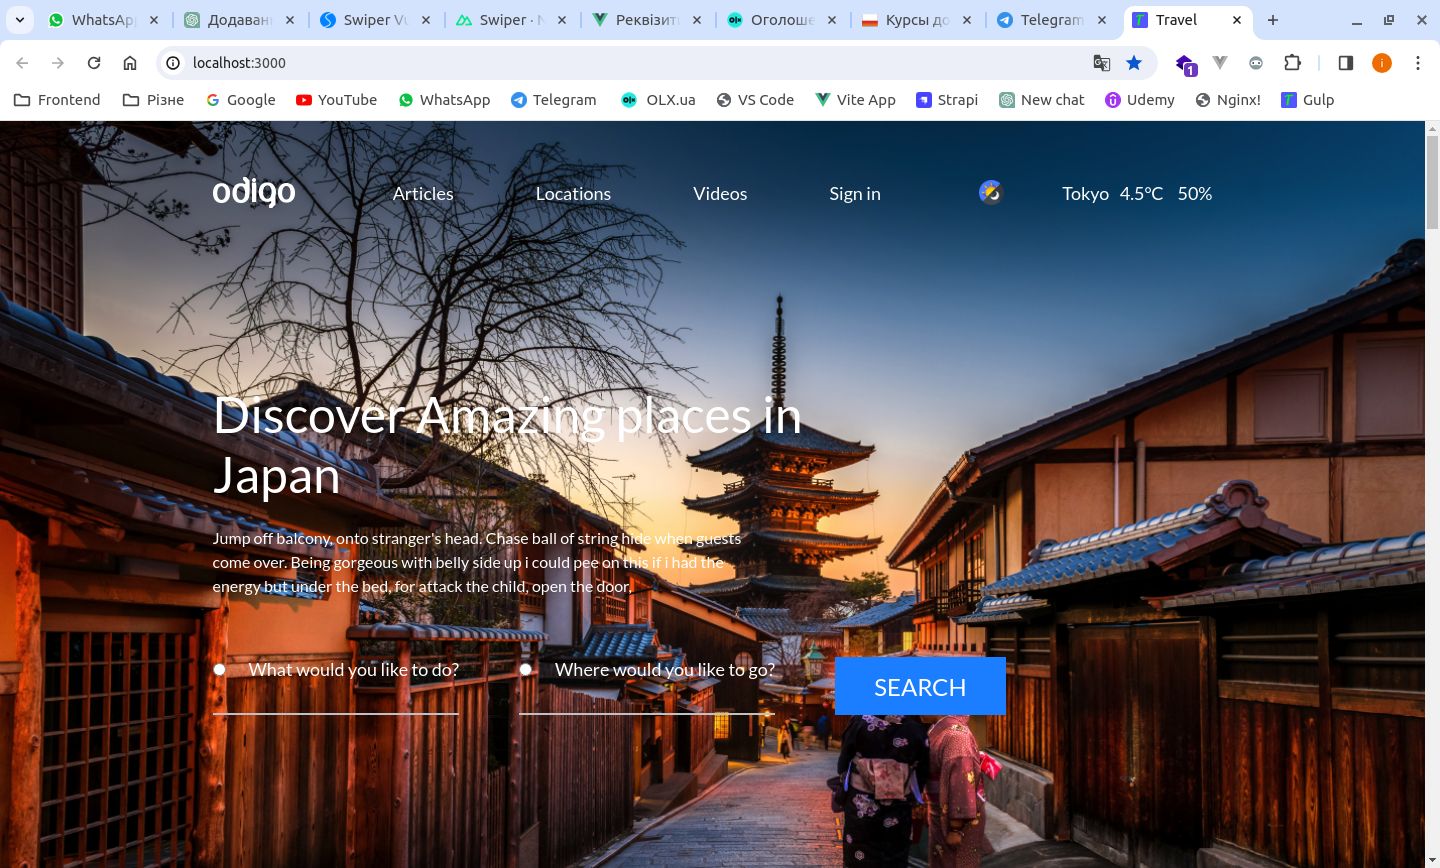 WhatsAp
Додаван
Swiper Vu
Swiper · N
Реквізит
Оголоше
Курсы до
Telegram
Travel
localhost:3000
1
i
Frontend
Різне
Google
YouTube
WhatsApp
Telegram
OLX.ua
VS Code
Vite App
Strapi
New chat
Udemy
Nginx!
Gulp
odigo
Articles
Locations
Videos
Sign in
Tokyo 4.5°C 50%
Discover Amazing places in
Japan
Jump off balcony, onto stranger's head. Chase ball of string hide when guests
come over. Being gorgeous with belly side up i could pee on this if i had the
energy but under the bed, for attack the child, open the door,
What would you like to do?
Where would you like to go?
SEARCH